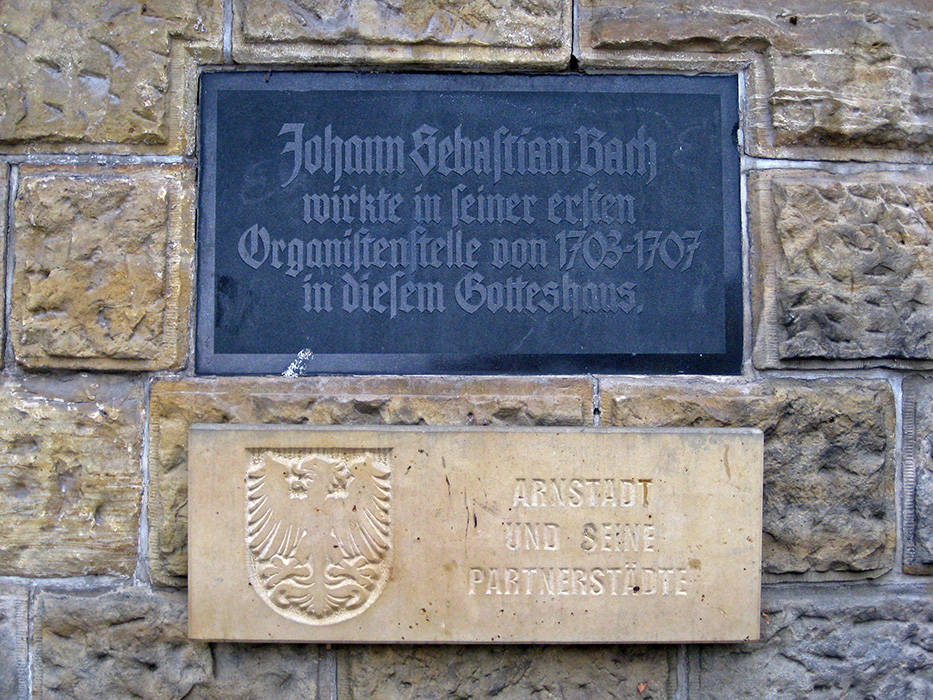 Johann Sebaſtian Bach
wirkte in ſeiner erſten
Organiſtenſtelle von 1703-1707
in dieſem Gotteshaus.
ARNSTADT
UND SEINE
PARTNERSTÄDTE